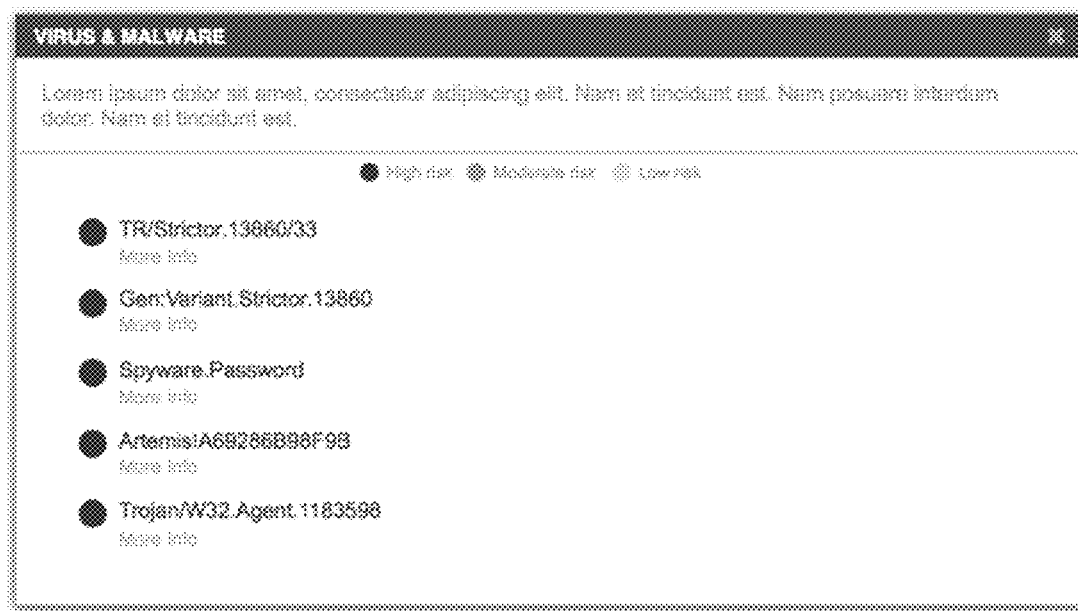 VIRUS & MALWARE
Lorem ipsum dolor sit amet, consectetur adipiscing elit. Nam et tincidunt est. Nam posuere interdum
dolor. Nam et tincidunt est.
High risk Moderate risk Low risk
TR/Strictor.13860/33
More Info
Gen:Variant.Strictor.13860
More Info
Spyware.Password
More Info
Artemis!A69286B98F9B
More Info
Trojan/W32.Agent.1183598
More Info